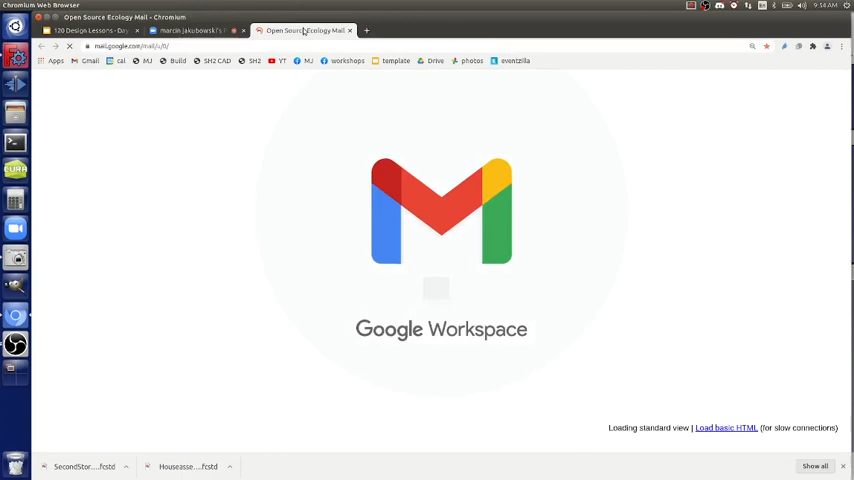 Chromium Web Browser
9:54 AM
Open Source Ecology Mail - Chromium
120 Design Lessons - Day
marcin jakubowski's
Open Source Ecology Mail
mail.google.com/mail/u/0/
Apps Gmail cal MJ Build SH2 CAD SH2 YT MJ workshops template Drive photos eventzilla
Google Workspace
Loading standard view | Load basic HTML (for slow connections)
SecondStor....fcstd
Houseasse....fcstd
Show all
CURA